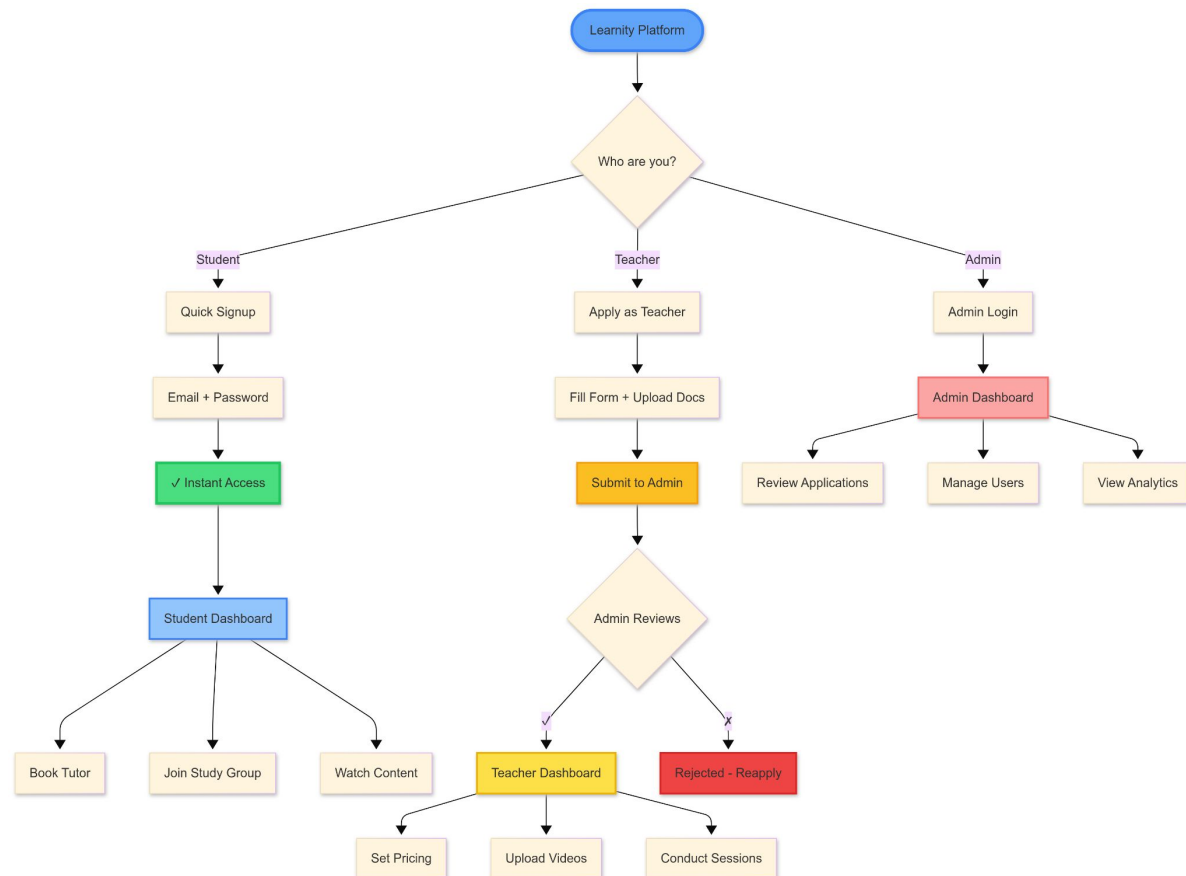 Learnity Platform
Who are you?
Student
Teacher
Admin
Quick Signup
Apply as Teacher
Admin Login
Email + Password
Fill Form + Upload Docs
Admin Dashboard
✓ Instant Access
Submit to Admin
Review Applications
Manage Users
View Analytics
Student Dashboard
Admin Reviews
✓
✗
Book Tutor
Join Study Group
Watch Content
Teacher Dashboard
Rejected - Reapply
Set Pricing
Upload Videos
Conduct Sessions